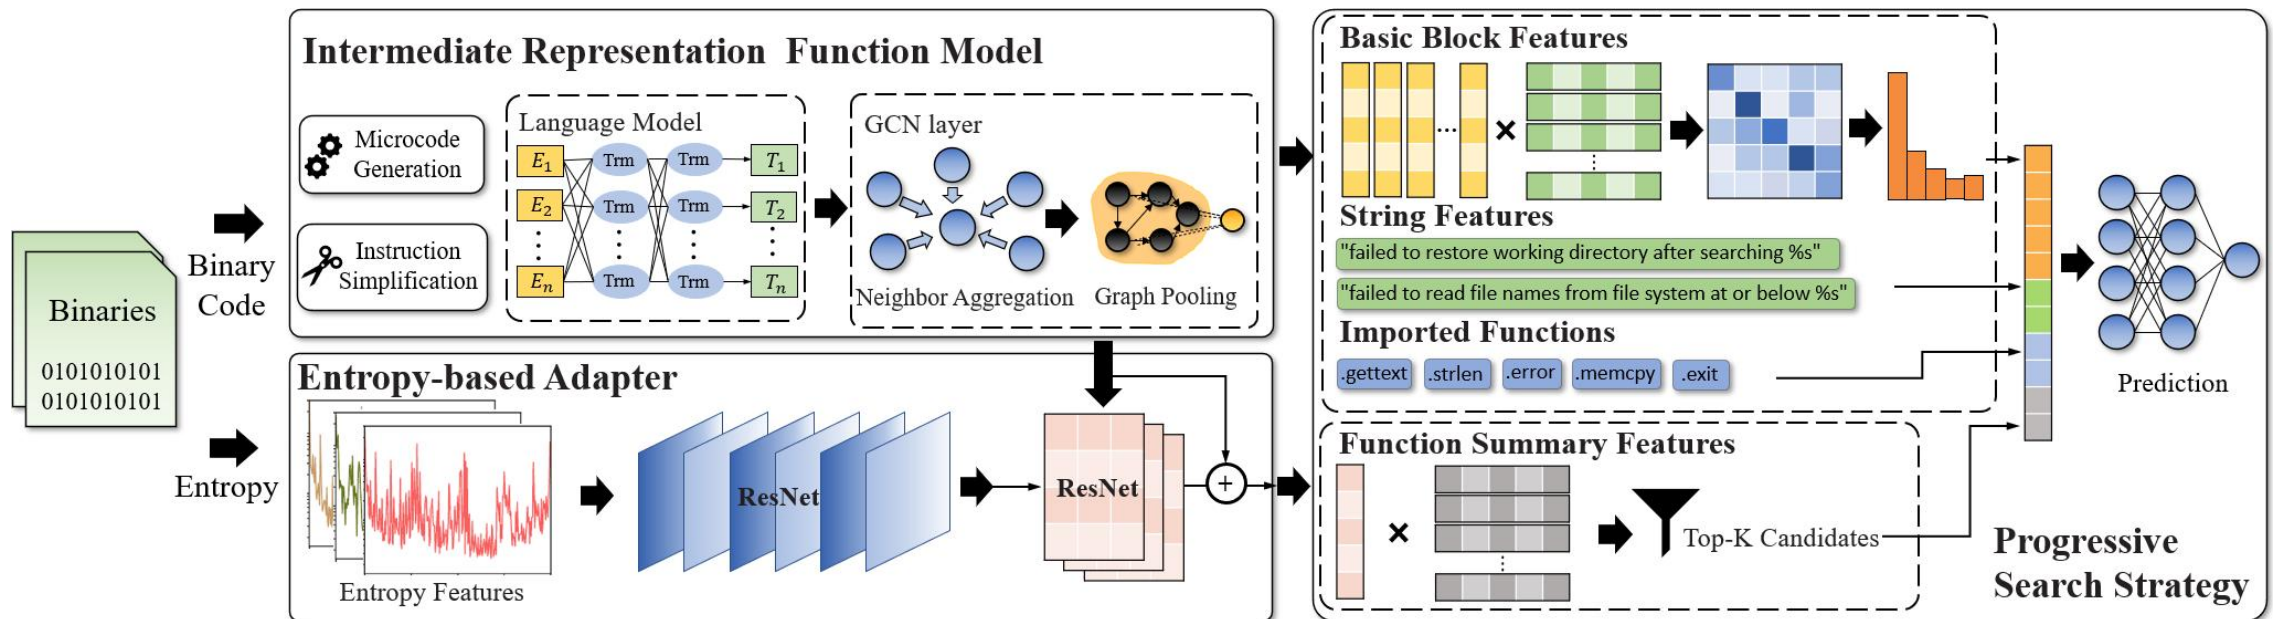 Binaries
0101010101
0101010101
Binary
Code
Entropy
Intermediate Representation Function Model
Microcode
Generation
Instruction
Simplification
Language Model
E1 Trm Trm T1
E2 Trm Trm T2
En Trm Trm Tn
GCN layer
Neighbor Aggregation
Graph Pooling
Entropy-based Adapter
Entropy Features
ResNet
ResNet
+
Basic Block Features
... ×
String Features
"failed to restore working directory after searching %s"
"failed to read file names from file system at or below %s"
Imported Functions
.gettext .strlen .error .memcpy .exit
Function Summary Features
×
Top-K Candidates
Prediction
Progressive
Search Strategy